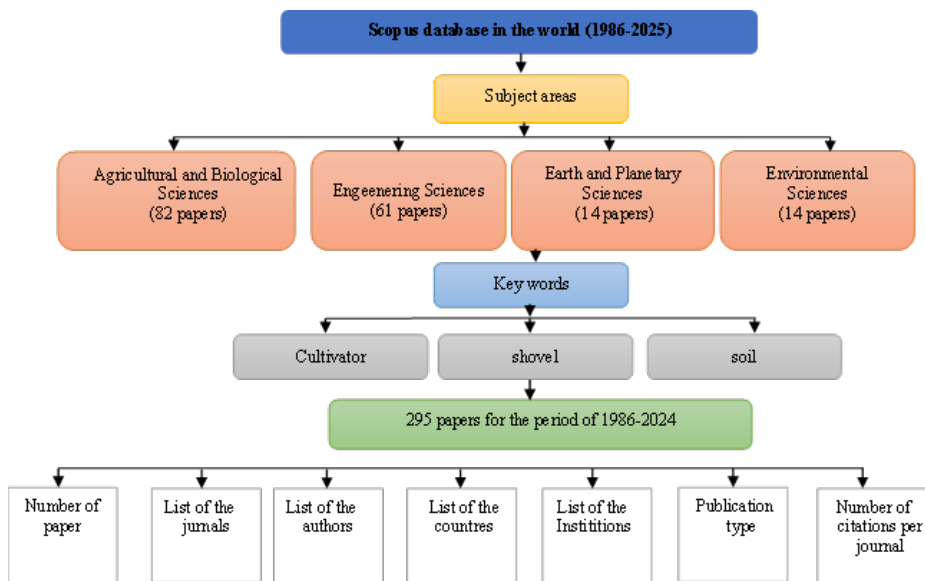 Scopus database in the world (1986-2025)
Subject areas
Agricultural and Biological
Sciences
(82 papers)
Engeenering Sciences
(61 papers)
Earth and Planetary
Sciences
(14 papers)
Environmental
Sciences
(14 papers)
Key words
Cultivator
shovel
soil
295 papers for the period of 1986-2024
Number of
paper
List of the
jurnals
List of the
authors
List of the
countres
List of the
Instititions
Publication
type
Number of
citations per
journal